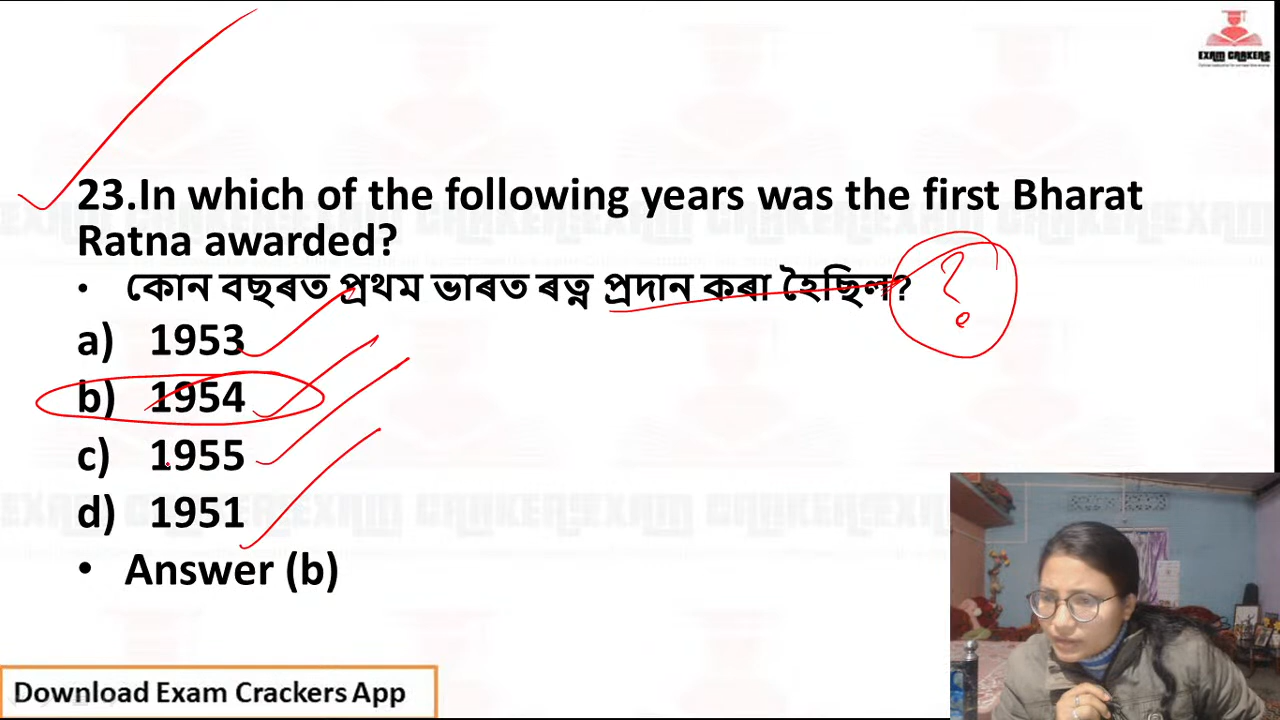 EXAM CRAKERS
23.In which of the following years was the first Bharat
Ratna awarded?
• কোন বছৰত প্ৰথম ভাৰত ৰত্ন প্ৰদান কৰা হৈছিল?
?
a) 1953
b) 1954
c) 1955
d) 1951
• Answer (b)
Download Exam Crackers App